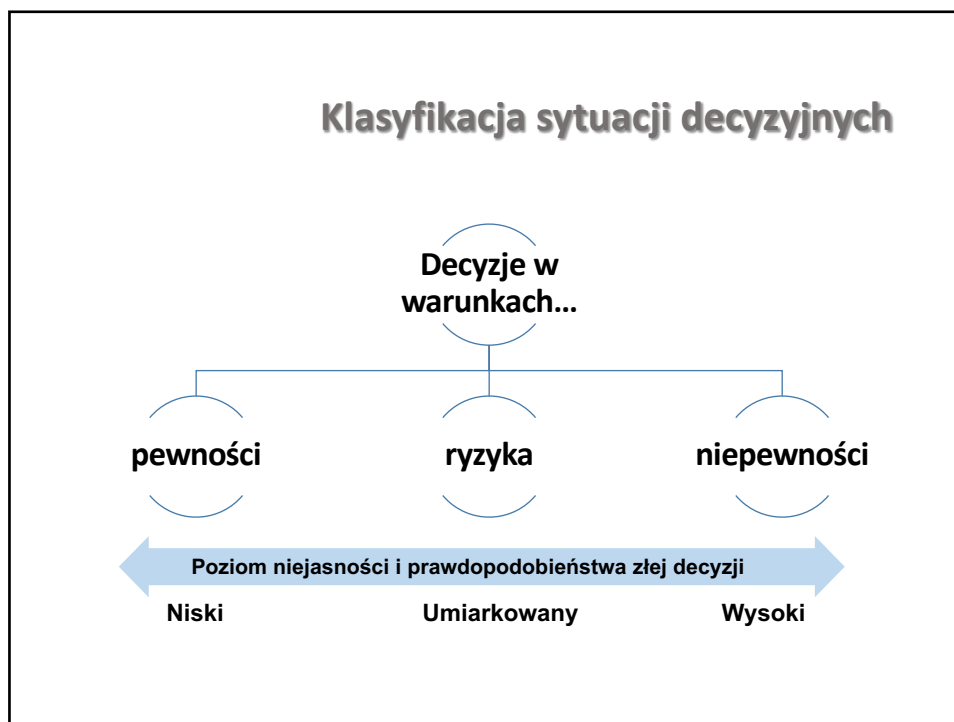 Klasyfikacja sytuacji decyzyjnych
Decyzje w
warunkach...
pewności
ryzyka
niepewności
Poziom niejasności i prawdopodobieństwa złej decyzji
Niski
Umiarkowany
Wysoki